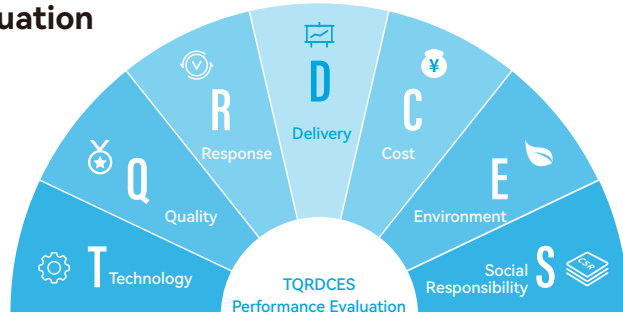 uation
D
Delivery
R
Response
¥
C
Cost
Q
Quality
E
Environment
T
Technology
Social
Responsibility
S
CSR
TQRDCES
Performance Evaluation